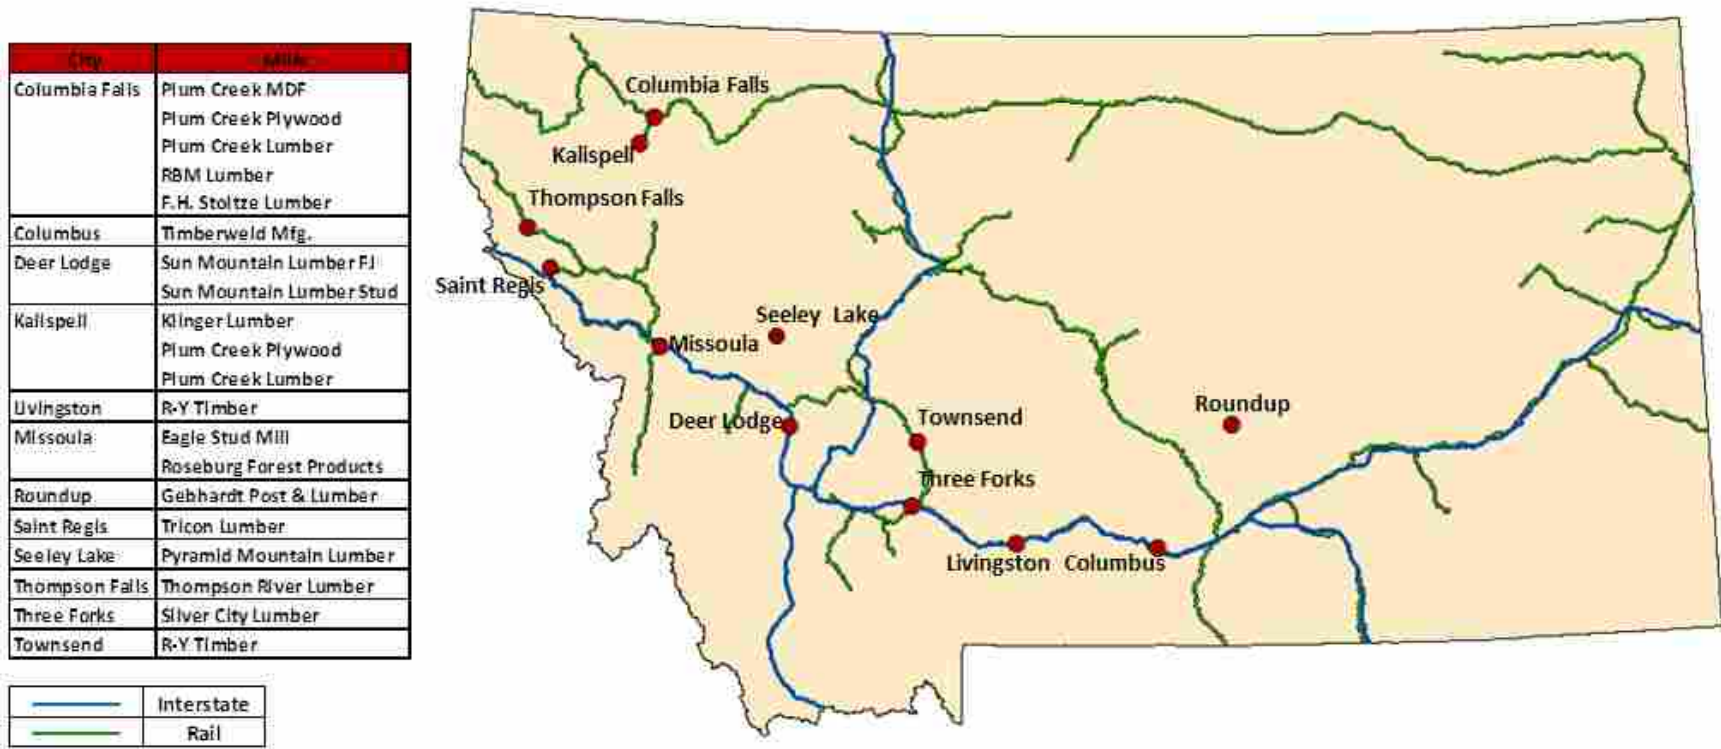 City Mills
Columbia Falls Plum Creek MDF
Plum Creek Plywood
Plum Creek Lumber
RBM Lumber
F.H. Stoltze Lumber
Columbus Timberweld Mfg.
Deer Lodge Sun Mountain Lumber FJ
Sun Mountain Lumber Stud
Kalispell Klinger Lumber
Plum Creek Plywood
Plum Creek Lumber
Livingston R-Y Timber
Missoula Eagle Stud Mill
Roseburg Forest Products
Roundup Gebhardt Post & Lumber
Saint Regis Tricon Lumber
Seeley Lake Pyramid Mountain Lumber
Thompson Falls Thompson River Lumber
Three Forks Silver City Lumber
Townsend R-Y Timber
Interstate
Rail
Columbia Falls
Kalispell
Thompson Falls
Saint Regis
Seeley Lake
Missoula
Deer Lodge
Townsend
Roundup
Three Forks
Livingston
Columbus